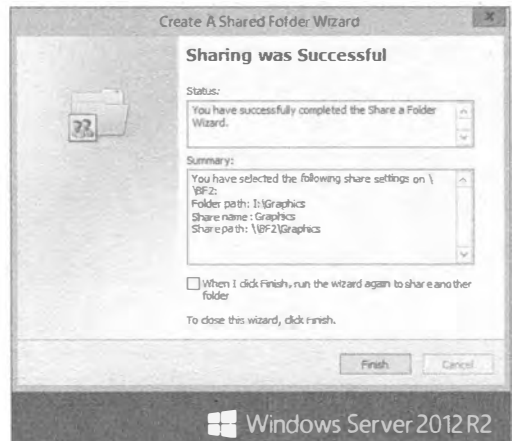 Create A Shared Folder Wizard
Sharing was Successful
Status:
You have successfully completed the Share a Folder
Wizard.
Summary:
You have selected the following share settings on \
\BF2:
Folder path: I:\Graphics
Share name: Graphics
Share path: \\BF2\Graphics
When I click Finish, run the wizard again to share another
folder
To close this wizard, click Finish.
Finish
Cancel
Windows Server 2012 R2